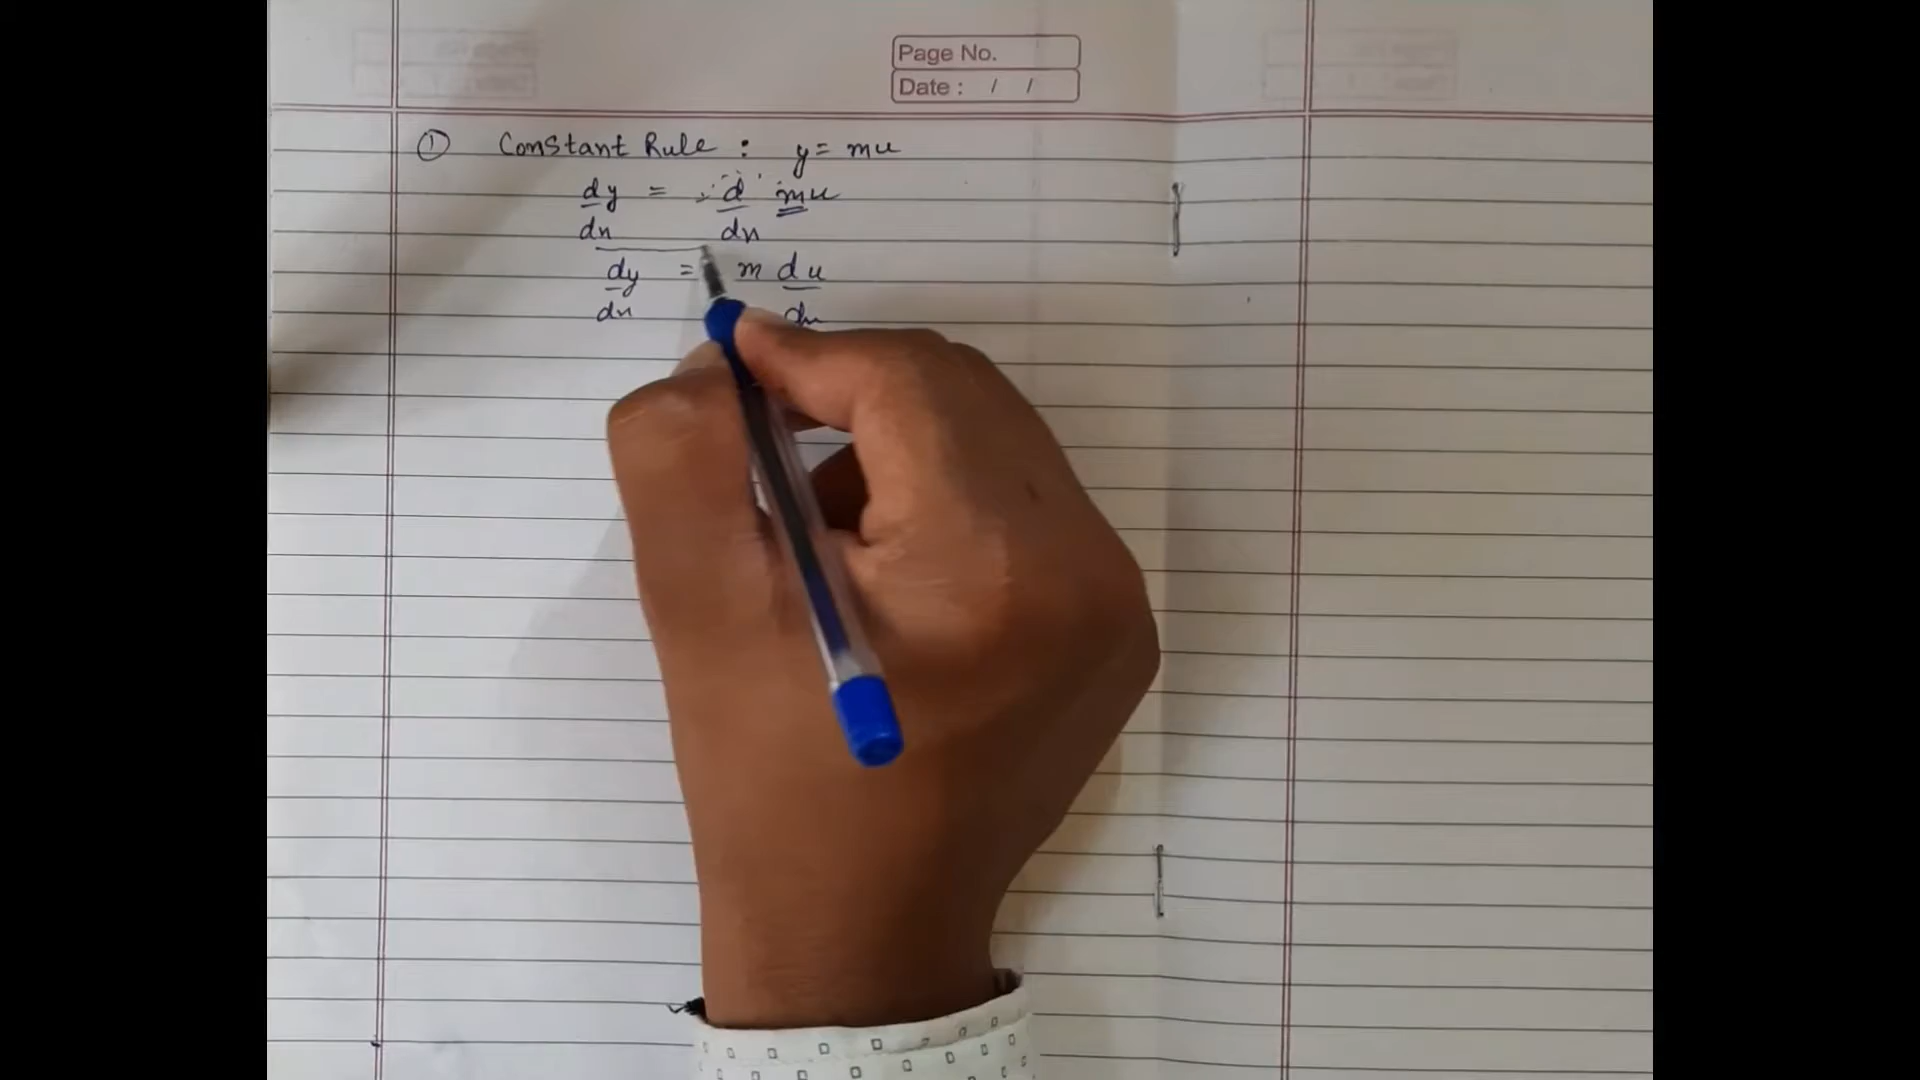 Page No.
Date : / /
① Constant Rule : y = mu
dy/dx = d/dx mu
dy/dx = m du/dx